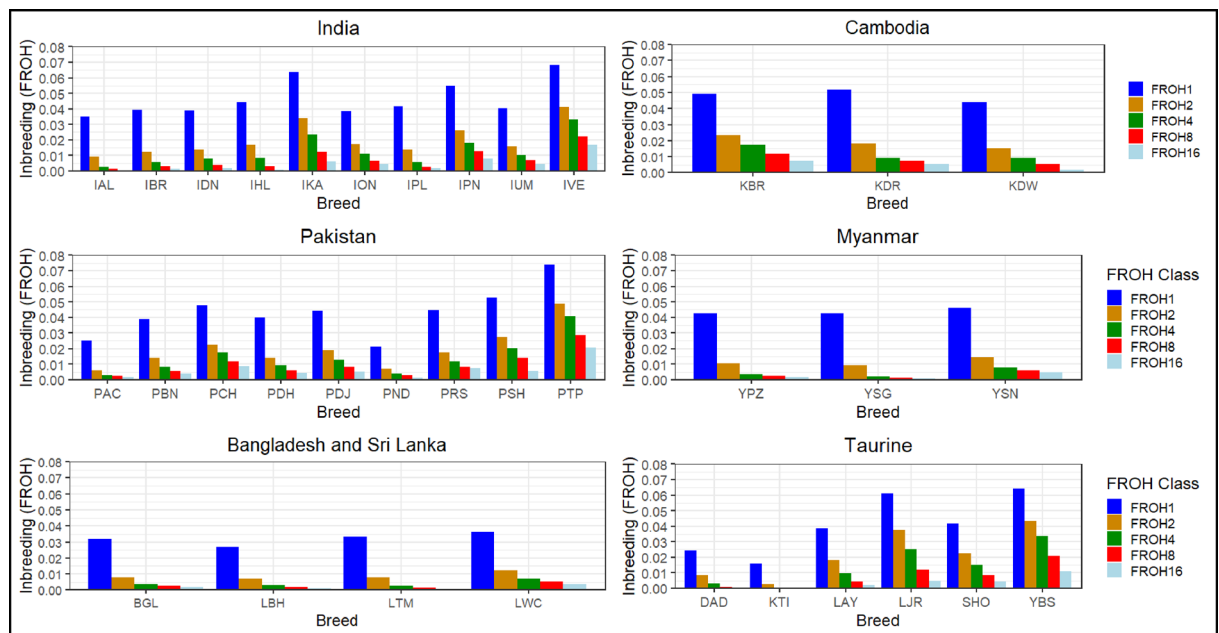 India
Inbreeding (FROH)
0.08
0.07
0.06
0.05
0.04
0.03
0.02
0.01
0.00
IAL IBR IDN IHL IKA ION IPL IPN IUM IVE
Breed
Cambodia
Inbreeding (FROH)
0.08
0.07
0.06
0.05
0.04
0.03
0.02
0.01
0.00
KBR KDR KDW
Breed
FROH1
FROH2
FROH4
FROH8
FROH16
Pakistan
Inbreeding (FROH)
0.08
0.07
0.06
0.05
0.04
0.03
0.02
0.01
0.00
PAC PBN PCH PDH PDJ PND PRS PSH PTP
Breed
Myanmar
Inbreeding (FROH)
0.08
0.07
0.06
0.05
0.04
0.03
0.02
0.01
0.00
YPZ YSG YSN
Breed
FROH Class
FROH1
FROH2
FROH4
FROH8
FROH16
Bangladesh and Sri Lanka
Inbreeding (FROH)
0.08
0.07
0.06
0.05
0.04
0.03
0.02
0.01
0.00
BGL LBH LTM LWC
Breed
Taurine
Inbreeding (FROH)
0.08
0.07
0.06
0.05
0.04
0.03
0.02
0.01
0.00
DAD KTI LAY LJR SHO YBS
Breed
FROH Class
FROH1
FROH2
FROH4
FROH8
FROH16